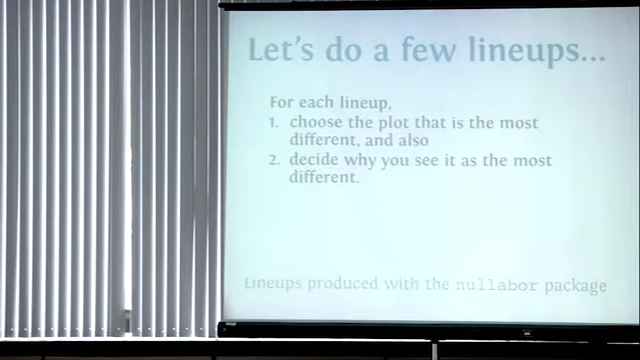 Let's do a few lineups...
For each lineup,
1. choose the plot that is the most
different, and also
2. decide why you see it as the most
different.
Lineups produced with the nullabor package